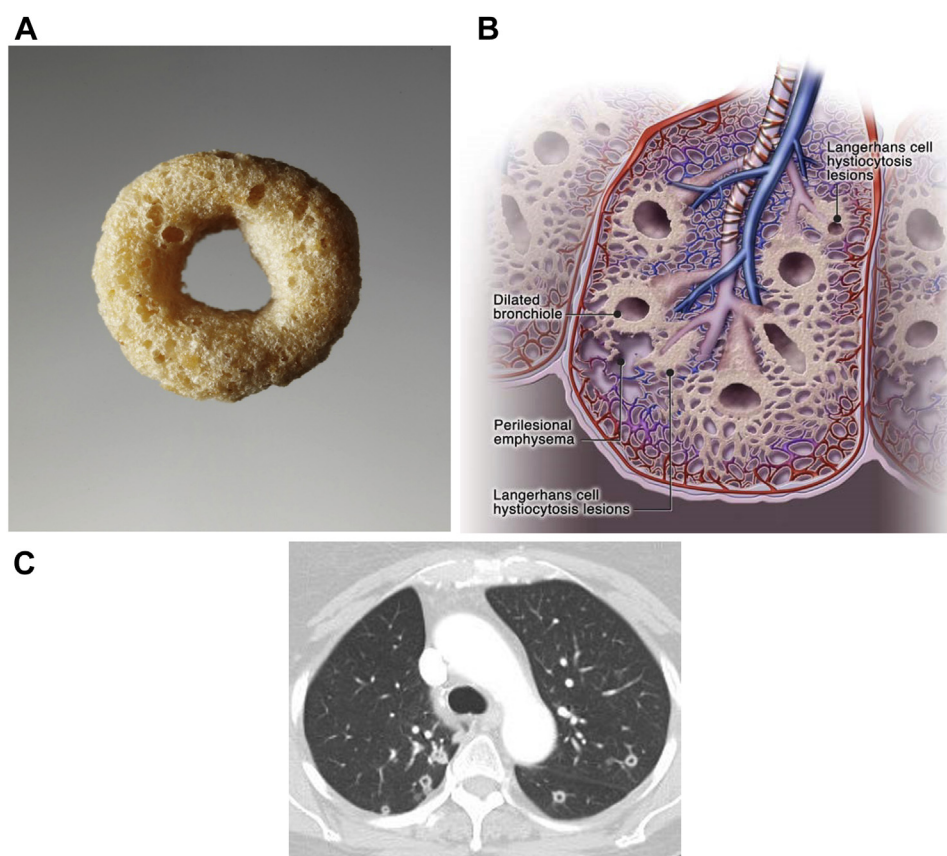 A
B
Langerhans cell
hystiocytosis
lesions
Dilated
bronchiole
Perilesional
emphysema
Langerhans cell
hystiocytosis lesions
C